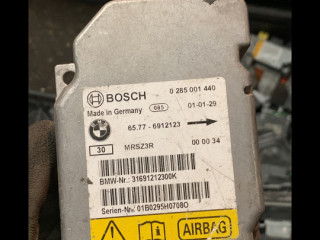 BOSCH 0 285 001 440
Made in Germany 685 01-01-29
65.77 - 6912123
30 MRSZ3R 00 00 34
BMW-Nr.: 31691212300K
Serien-Nr.: 01B0295H0708O
AIRBAG